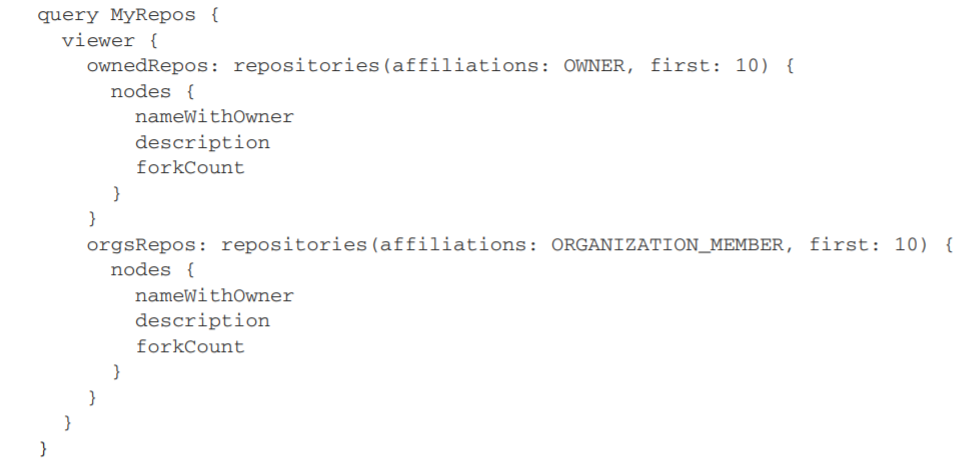 query MyRepos {
  viewer {
    ownedRepos: repositories(affiliations: OWNER, first: 10) {
      nodes {
        nameWithOwner
        description
        forkCount
      }
    }
    orgsRepos: repositories(affiliations: ORGANIZATION_MEMBER, first: 10) {
      nodes {
        nameWithOwner
        description
        forkCount
      }
    }
  }
}